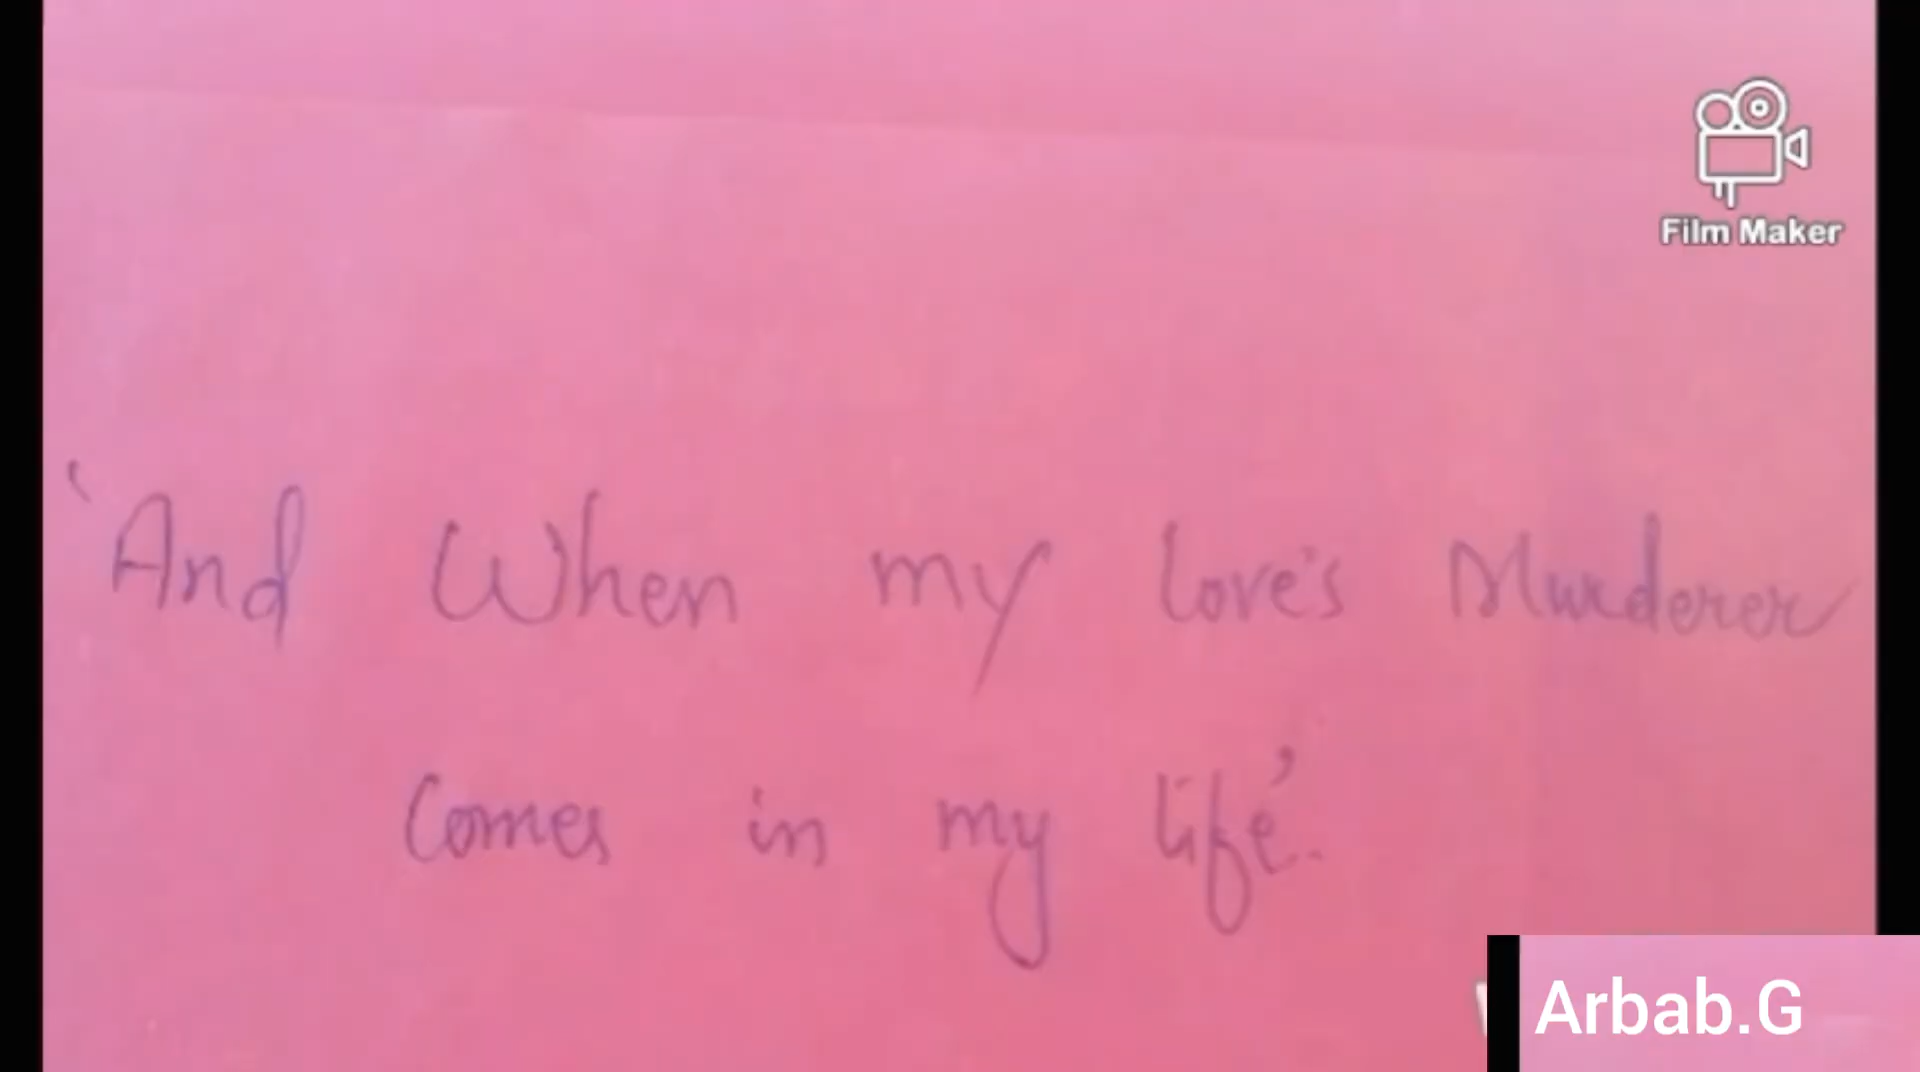 Film Maker
'And When my love's Murderer
Comes in my life'.
Arbab.G